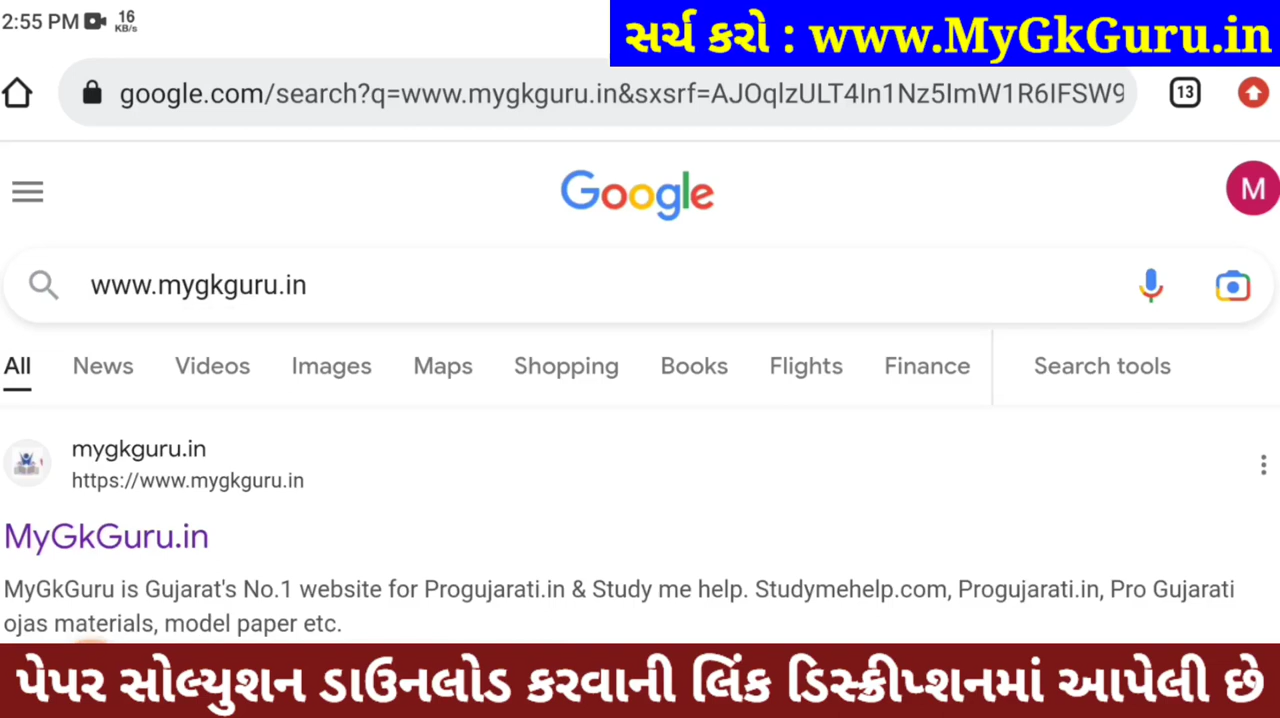 2:55 PM 16 KB/s
સર્ચ કરો : www.MyGkGuru.in
google.com/search?q=www.mygkguru.in&sxsrf=AJOqlzULT4In1Nz5ImW1R6IFSW9
13
Google
M
www.mygkguru.in
All News Videos Images Maps Shopping Books Flights Finance Search tools
mygkguru.in
https://www.mygkguru.in
MyGkGuru.in
MyGkGuru is Gujarat's No.1 website for Progujarati.in & Study me help. Studymehelp.com, Progujarati.in, Pro Gujarati
ojas materials, model paper etc.
પેપર સોલ્યુશન ડાઉનલોડ કરવાની લિંક ડિસ્ક્રીપ્શનમાં આપેલી છે